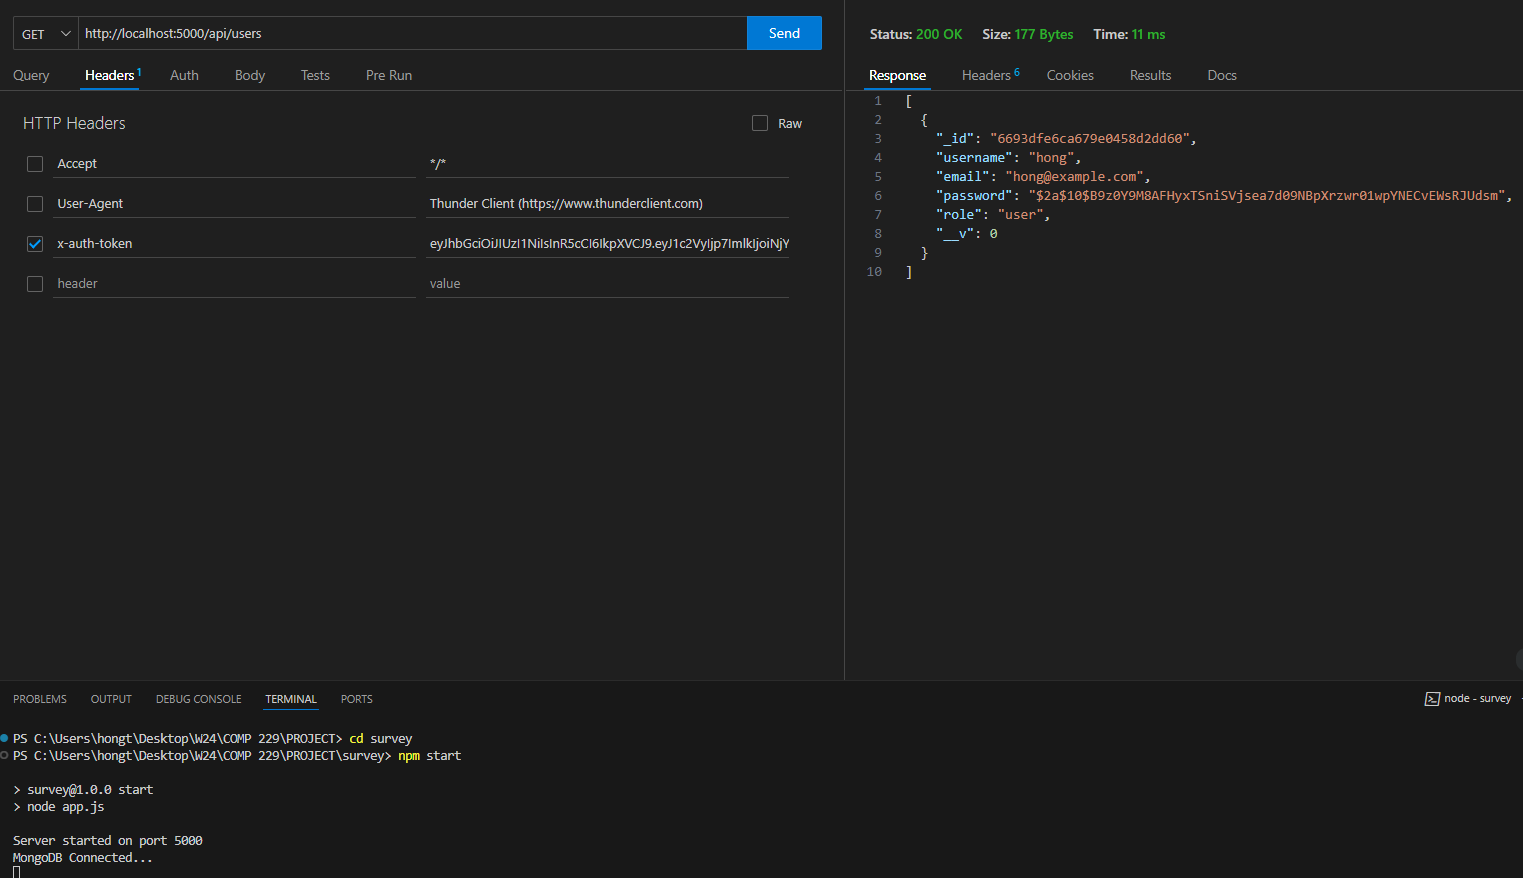 GET http://localhost:5000/api/users Send
Query Headers 1 Auth Body Tests Pre Run
HTTP Headers Raw
Accept */*
User-Agent Thunder Client (https://www.thunderclient.com)
x-auth-token eyJhbGciOiJIUzI1NiIsInR5cCI6IkpXVCJ9.eyJ1c2VyIjp7ImlkIjoiNjY
header value
Status: 200 OK Size: 177 Bytes Time: 11 ms
Response Headers 6 Cookies Results Docs
1 [
2 {
3 "_id": "6693dfe6ca679e0458d2dd60",
4 "username": "hong",
5 "email": "hong@example.com",
6 "password": "$2a$10$B9z0Y9M8AFHyxTSniSVjsea7d09NBpXrzwr01wpYNECvEWsRJUdsm",
7 "role": "user",
8 "__v": 0
9 }
10 ]
PROBLEMS OUTPUT DEBUG CONSOLE TERMINAL PORTS node - survey
PS C:\Users\hongt\Desktop\W24\COMP 229\PROJECT> cd survey
PS C:\Users\hongt\Desktop\W24\COMP 229\PROJECT\survey> npm start
> survey@1.0.0 start
> node app.js
Server started on port 5000
MongoDB Connected...